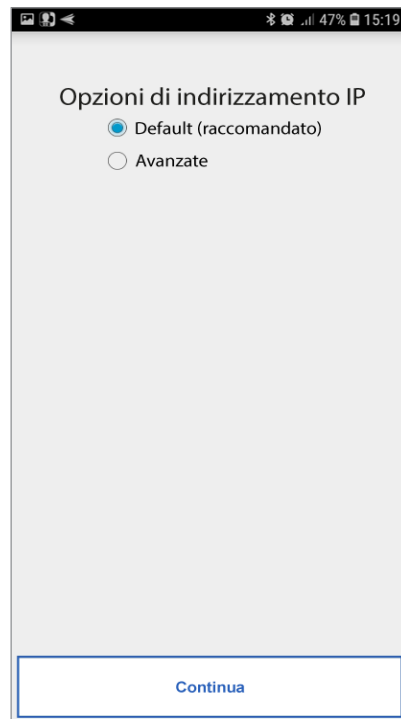 47% 15:19
Opzioni di indirizzamento IP
Default (raccomandato)
Avanzate
Continua